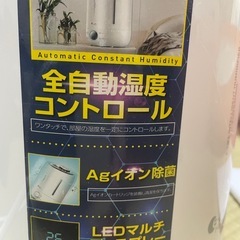 Automatic Constant Humidity
全自動湿度
コントロール
ワンタッチで、部屋の湿度を一定にコントロールします。
Agイオン除菌
LEDマルチ